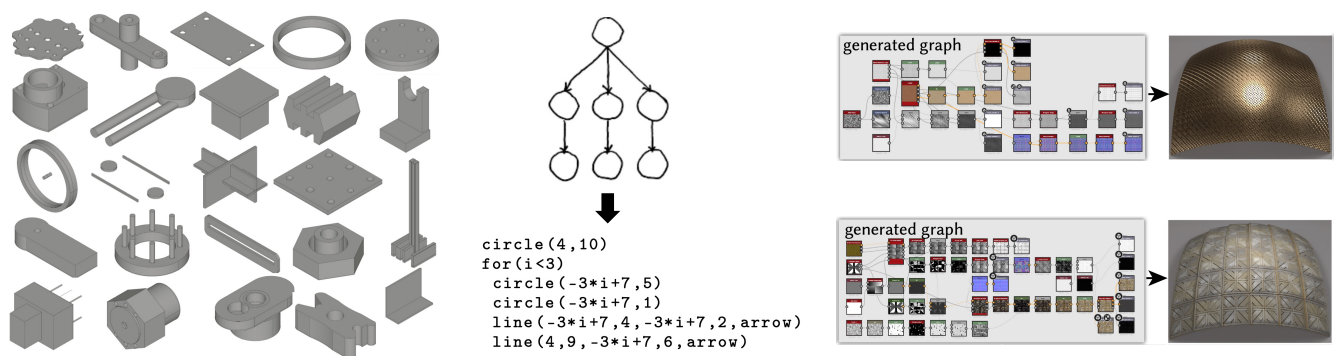 circle(4,10)
for(i<3)
circle(-3*i+7,5)
circle(-3*i+7,1)
line(-3*i+7,4,-3*i+7,2,arrow)
line(4,9,-3*i+7,6,arrow)
generated graph
generated graph